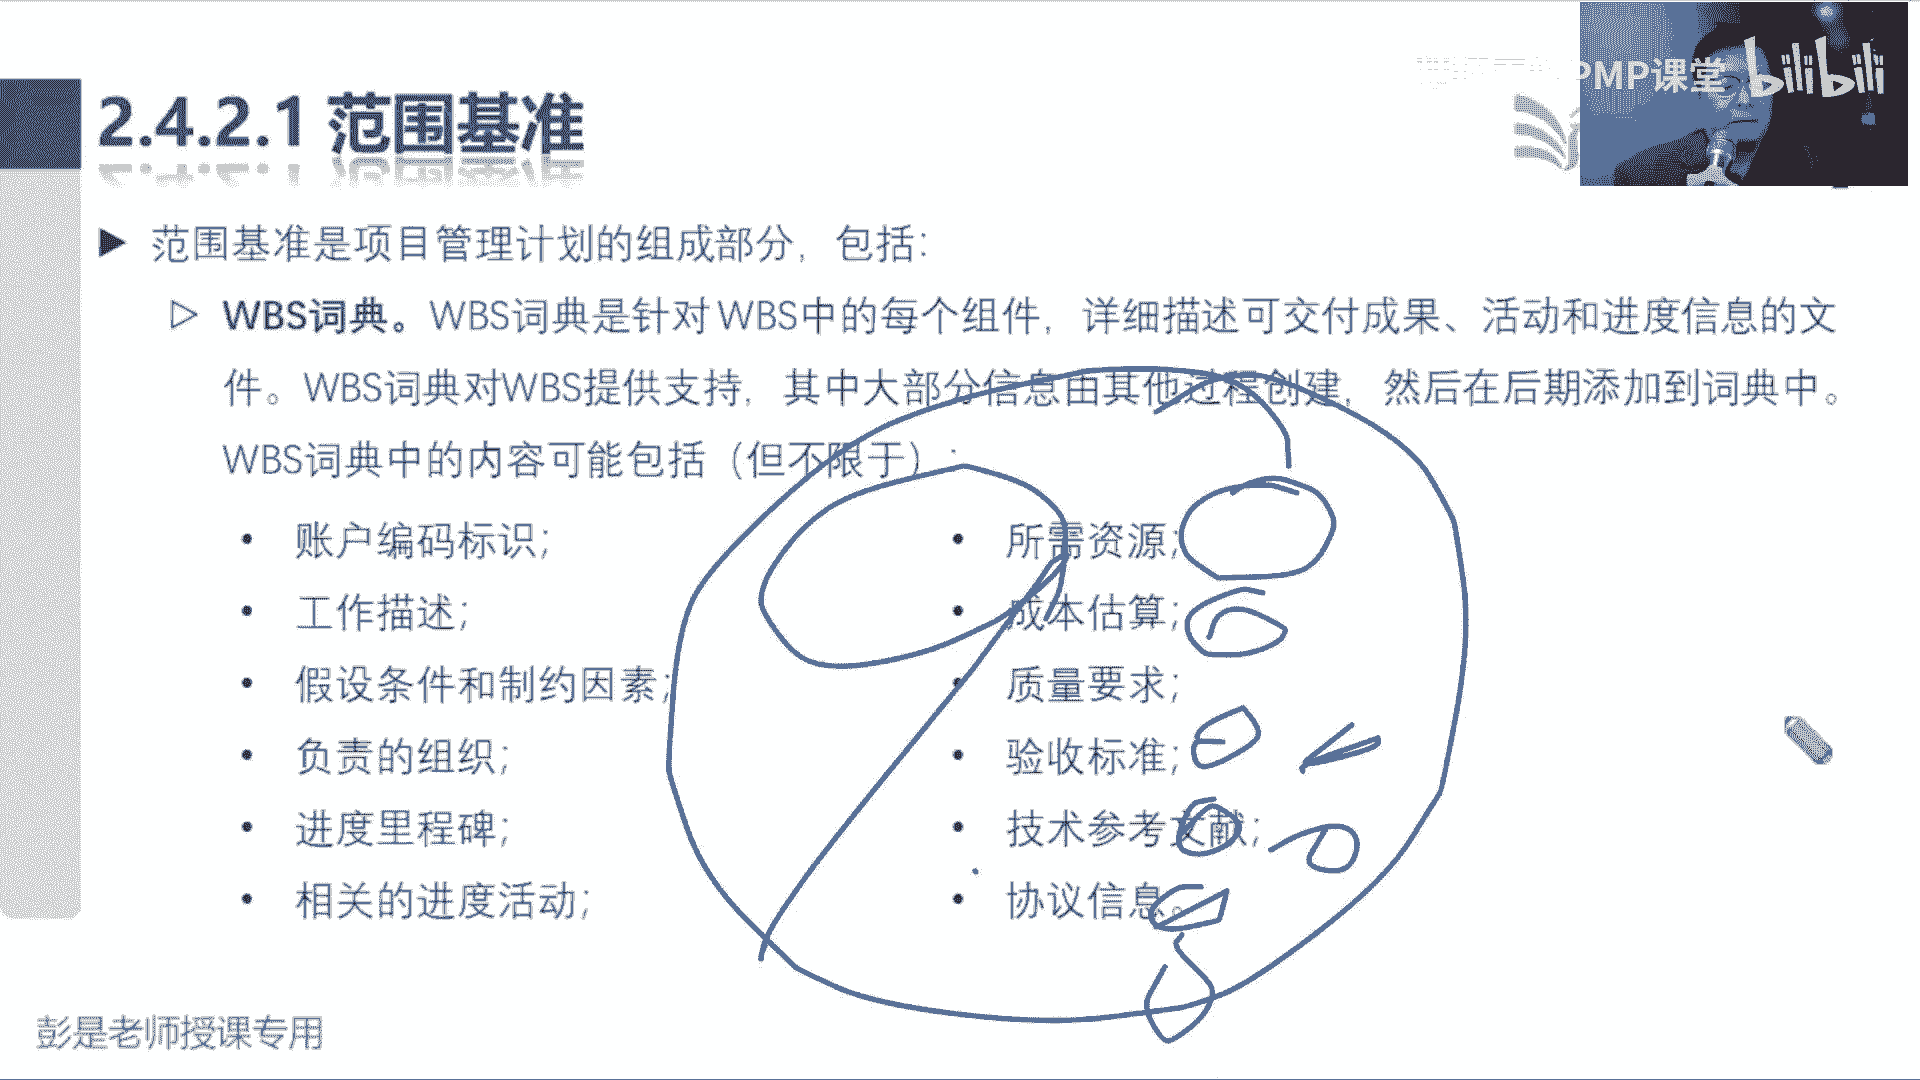 PMP课堂 bilibili
2.4.2.1 范围基准
范围基准是项目管理计划的组成部分，包括：
WBS词典。WBS词典是针对WBS中的每个组件，详细描述可交付成果、活动和进度信息的文
件。WBS词典对WBS提供支持，其中大部分信息由其他过程创建，然后在后期添加到词典中。
WBS词典中的内容可能包括（但不限于）：
账户编码标识；
工作描述；
假设条件和制约因素；
负责的组织；
进度里程碑；
相关的进度活动；
所需资源；
成本估算；
质量要求；
验收标准；
技术参考文献；
协议信息。
彭是老师授课专用